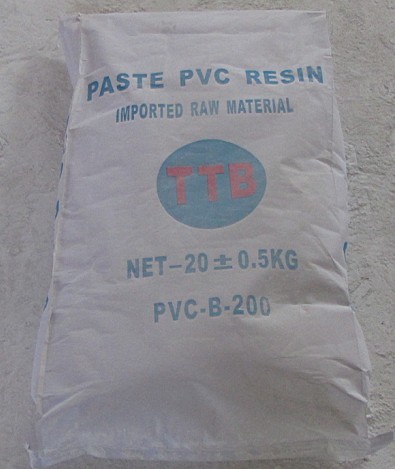 PASTE PVC RESIN
IMPORTED RAW MATERIAL
TTB
NET-20±0.5KG
PVC-B-200